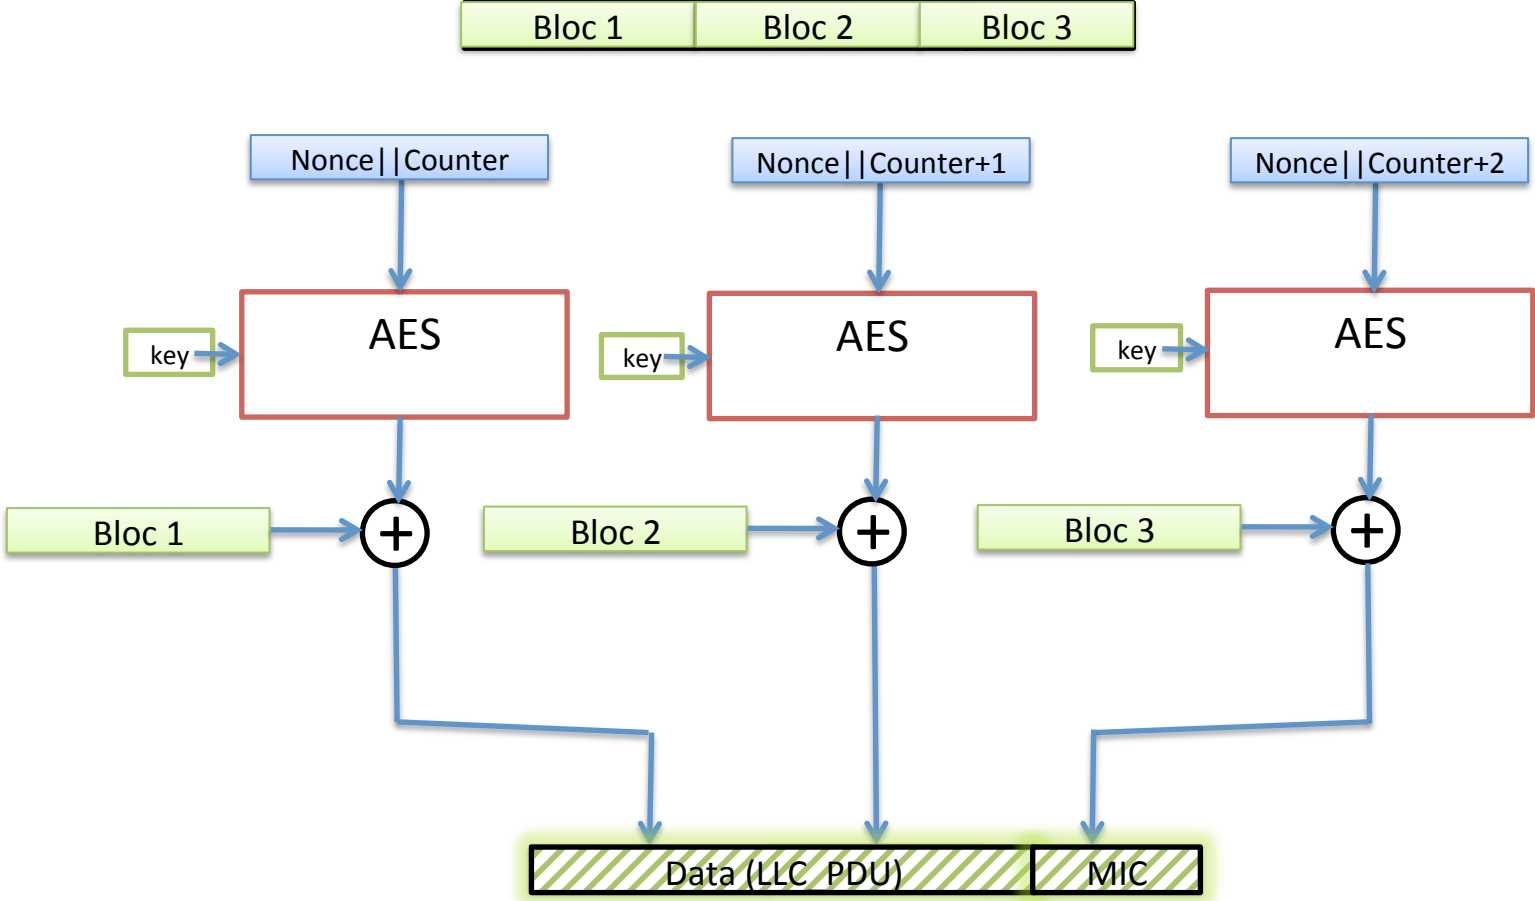 Bloc 1 Bloc 2 Bloc 3
Nonce||Counter Nonce||Counter+1 Nonce||Counter+2
AES AES AES
key key key
Bloc 1 Bloc 2 Bloc 3
+ + +
Data (LLC PDU) MIC